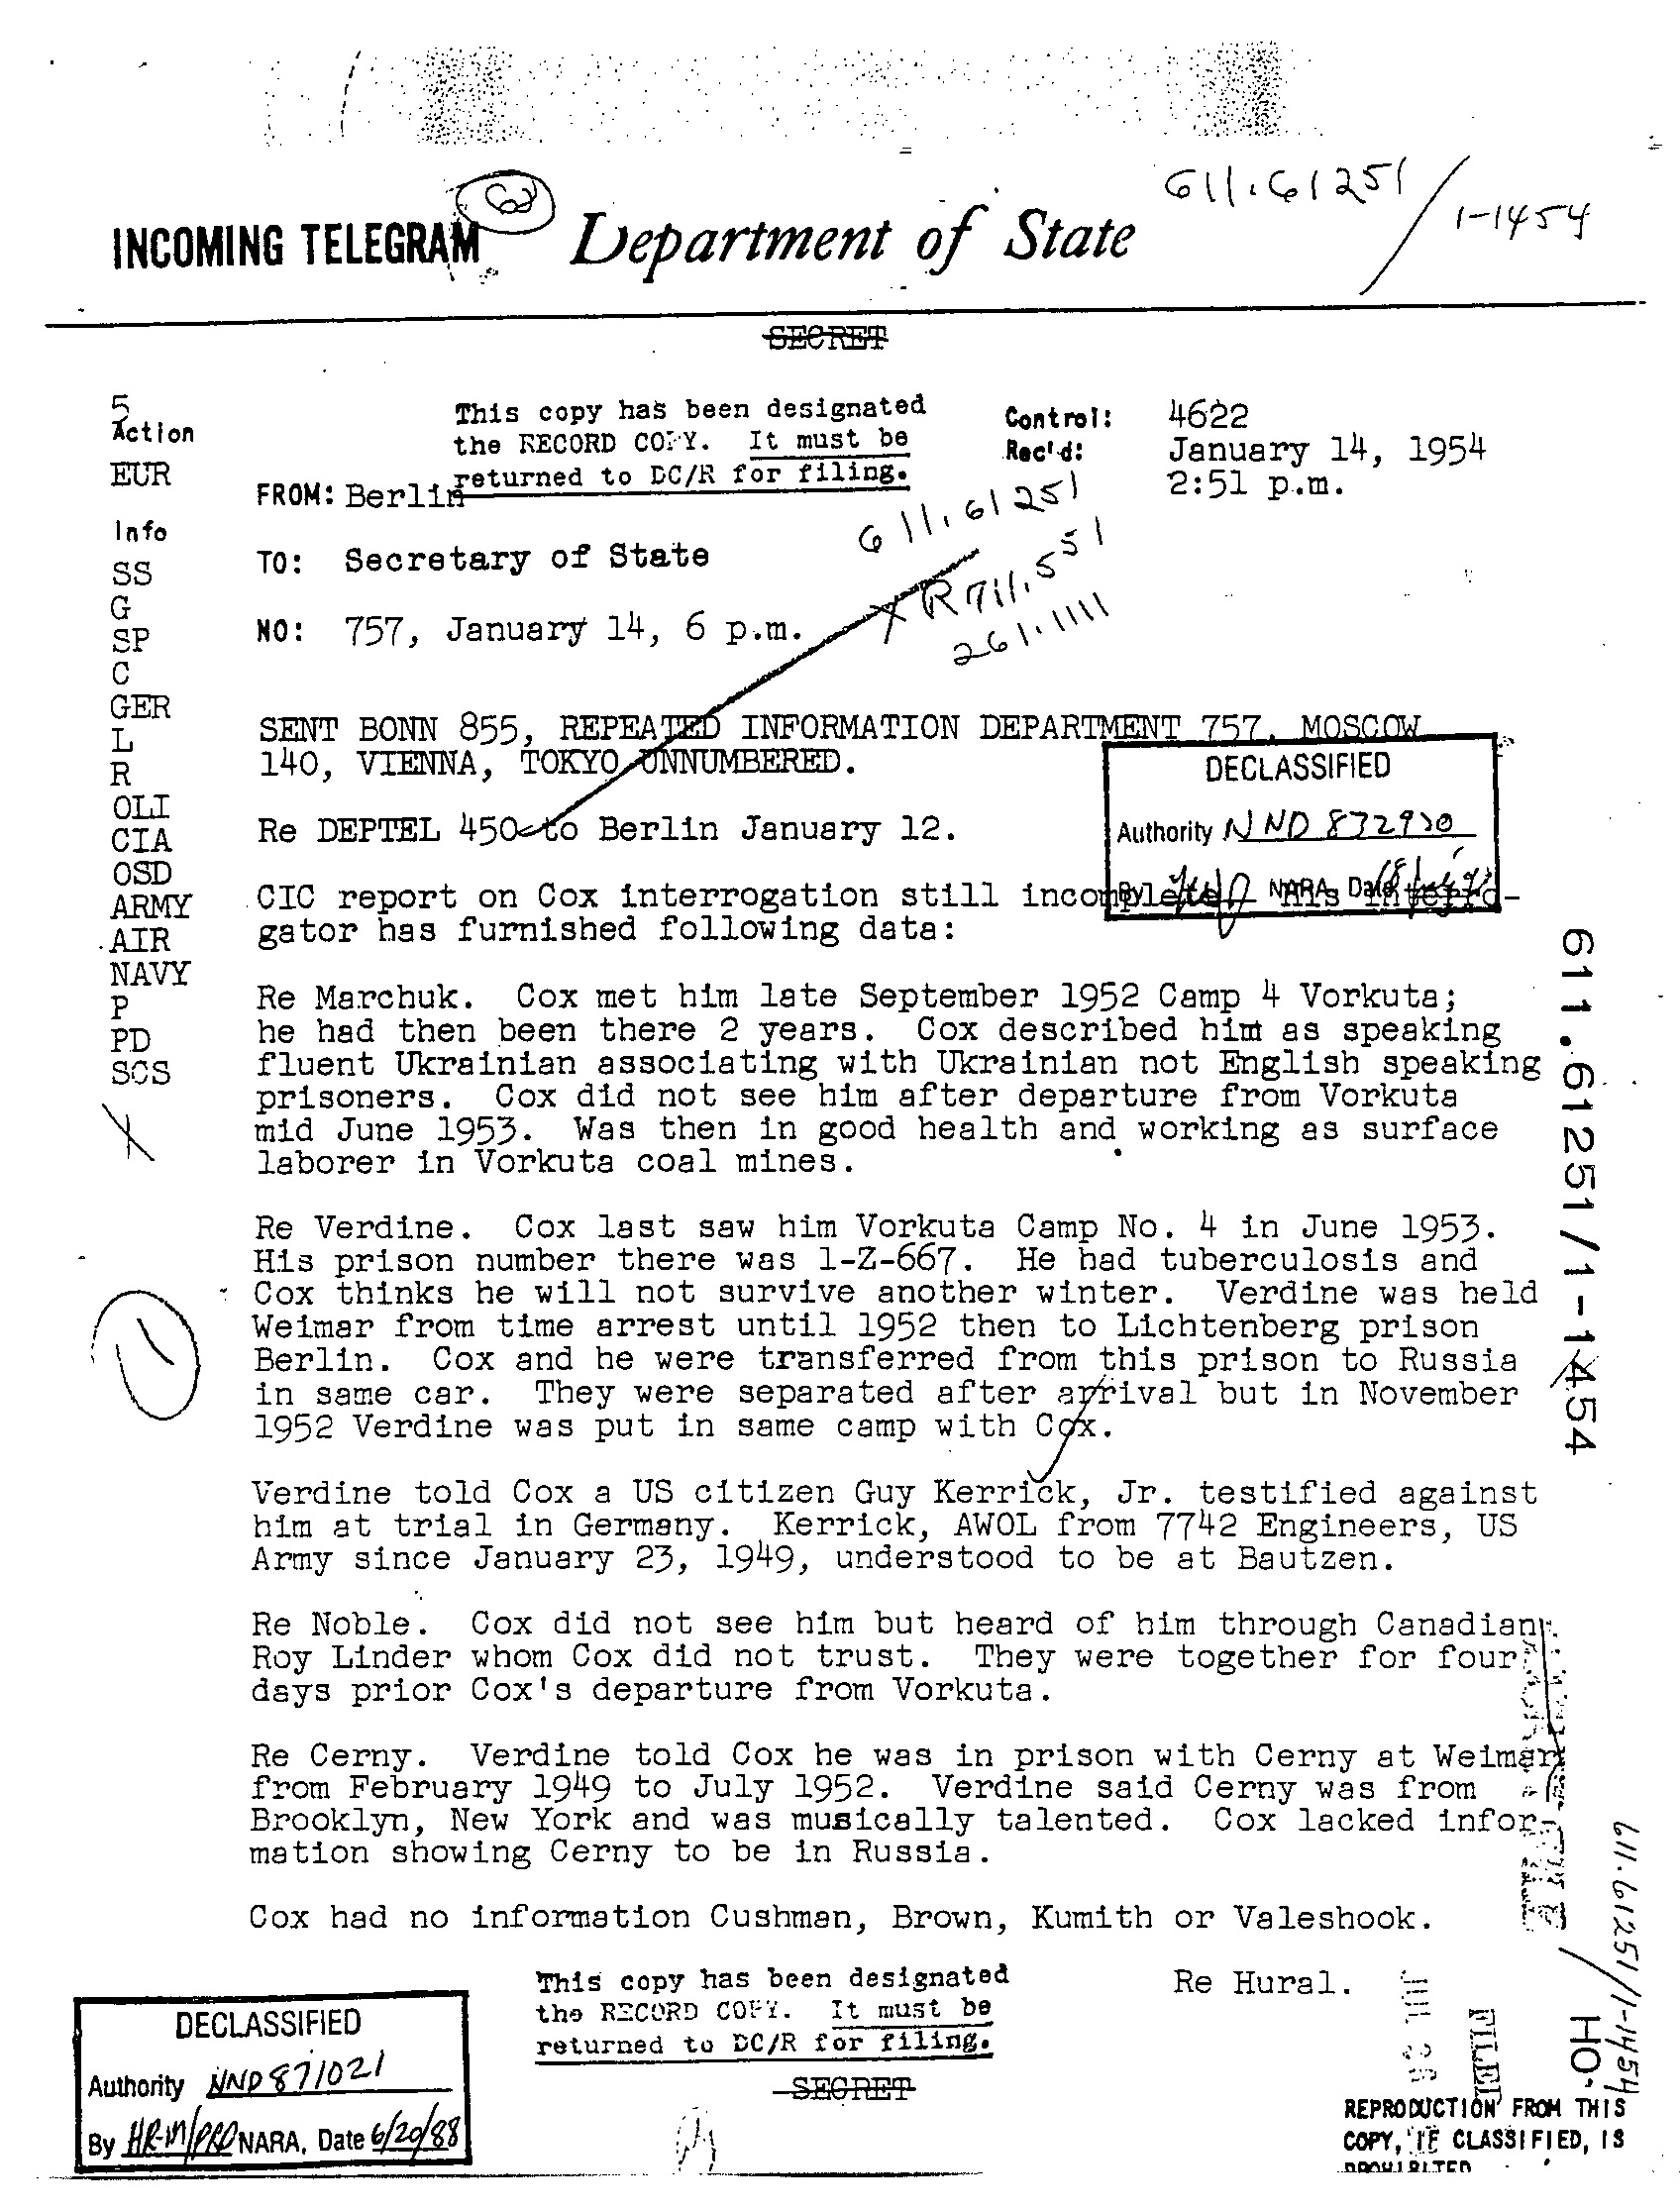 611.61251/1-1454
INCOMING TELEGRAM Department of State
SECRET
5
Action
EUR
Info
SS
G
SP
C
GER
L
R
OLI
CIA
OSD
ARMY
AIR
NAVY
P
PD
SCS
This copy has been designated
the RECORD COPY. It must be
returned to DC/R for filing.
Control: 4622
Rec'd: January 14, 1954
2:51 p.m.
FROM: Berlin
TO: Secretary of State
NO: 757, January 14, 6 p.m.
611.61251
X R 711.551
261.1111
SENT BONN 855, REPEATED INFORMATION DEPARTMENT 757, MOSCOW
140, VIENNA, TOKYO UNNUMBERED.
DECLASSIFIED
Authority NND 872920
By NARA, Date
Re DEPTEL 450 to Berlin January 12.
CIC report on Cox interrogation still incomplete. His interro-
gator has furnished following data:
Re Marchuk. Cox met him late September 1952 Camp 4 Vorkuta;
he had then been there 2 years. Cox described him as speaking
fluent Ukrainian associating with Ukrainian not English speaking
prisoners. Cox did not see him after departure from Vorkuta
mid June 1953. Was then in good health and working as surface
laborer in Vorkuta coal mines.
Re Verdine. Cox last saw him Vorkuta Camp No. 4 in June 1953.
His prison number there was 1-Z-667. He had tuberculosis and
Cox thinks he will not survive another winter. Verdine was held
Weimar from time arrest until 1952 then to Lichtenberg prison
Berlin. Cox and he were transferred from this prison to Russia
in same car. They were separated after arrival but in November
1952 Verdine was put in same camp with Cox.
Verdine told Cox a US citizen Guy Kerrick, Jr. testified against
him at trial in Germany. Kerrick, AWOL from 7742 Engineers, US
Army since January 23, 1949, understood to be at Bautzen.
Re Noble. Cox did not see him but heard of him through Canadian
Roy Linder whom Cox did not trust. They were together for four
days prior Cox's departure from Vorkuta.
Re Cerny. Verdine told Cox he was in prison with Cerny at Weimar
from February 1949 to July 1952. Verdine said Cerny was from
Brooklyn, New York and was musically talented. Cox lacked infor-
mation showing Cerny to be in Russia.
Cox had no information Cushman, Brown, Kumith or Valeshook.
Re Hural.
611.61251/1-1454
611.61251/1-1454
HO
FILED
This copy has been designated
the RECORD COPY. It must be
returned to DC/R for filing.
SECRET
DECLASSIFIED
Authority NND 871021
By HR-M/PRD NARA, Date 6/20/88
REPRODUCTION FROM THIS
COPY, IF CLASSIFIED, IS
PROHIBITED